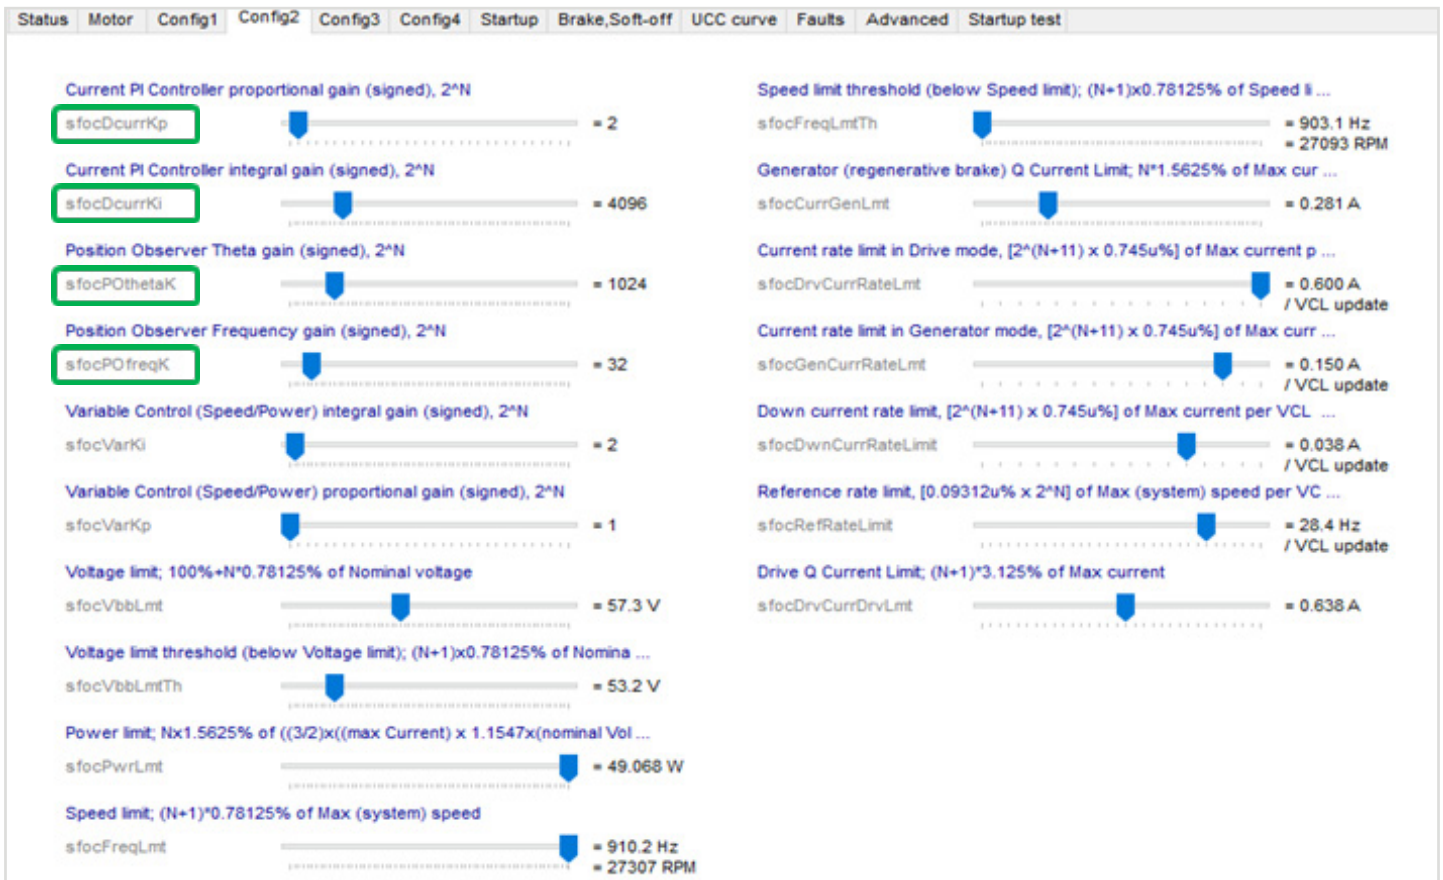 Status Motor Config1 Config2 Config3 Config4 Startup Brake,Soft-off UCC curve Faults Advanced Startup test
Current PI Controller proportional gain (signed), 2^N
sfocDcurrKp = 2
Current PI Controller integral gain (signed), 2^N
sfocDcurrKi = 4096
Position Observer Theta gain (signed), 2^N
sfocPOthetaK = 1024
Position Observer Frequency gain (signed), 2^N
sfocPOfreqK = 32
Variable Control (Speed/Power) integral gain (signed), 2^N
sfocVarKi = 2
Variable Control (Speed/Power) proportional gain (signed), 2^N
sfocVarKp = 1
Voltage limit; 100%+N*0.78125% of Nominal voltage
sfocVbbLmt = 57.3 V
Voltage limit threshold (below Voltage limit); (N+1)x0.78125% of Nomina ...
sfocVbbLmtTh = 53.2 V
Power limit; Nx1.5625% of ((3/2)x((max Current) x 1.1547x(nominal Vol ...
sfocPwrLmt = 49.068 W
Speed limit; (N+1)*0.78125% of Max (system) speed
sfocFreqLmt = 910.2 Hz
= 27307 RPM
Speed limit threshold (below Speed limit); (N+1)x0.78125% of Speed li ...
sfocFreqLmtTh = 903.1 Hz
= 27093 RPM
Generator (regenerative brake) Q Current Limit; N*1.5625% of Max cur ...
sfocCurrGenLmt = 0.281 A
Current rate limit in Drive mode, [2^(N+11) x 0.745u%] of Max current p ...
sfocDrvCurrRateLmt = 0.600 A
/ VCL update
Current rate limit in Generator mode, [2^(N+11) x 0.745u%] of Max curr ...
sfocGenCurrRateLmt = 0.150 A
/ VCL update
Down current rate limit, [2^(N+11) x 0.745u%] of Max current per VCL ...
sfocDwnCurrRateLimit = 0.038 A
/ VCL update
Reference rate limit, [0.09312u% x 2^N] of Max (system) speed per VC ...
sfocRefRateLimit = 28.4 Hz
/ VCL update
Drive Q Current Limit; (N+1)*3.125% of Max current
sfocDrvCurrDrvLmt = 0.638 A